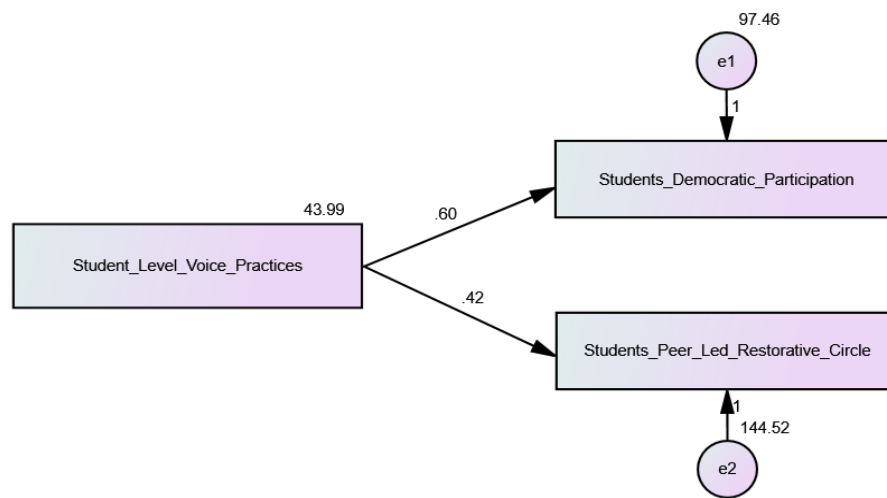 97.46
e1
1
Students_Democratic_Participation
43.99
.60
Student_Level_Voice_Practices
.42
Students_Peer_Led_Restorative_Circle
1
144.52
e2